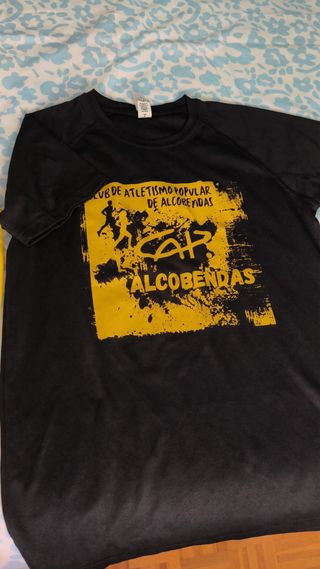 CLUB DE ATLETISMO POPULAR
DE ALCOBENDAS
CAP
ALCOBENDAS